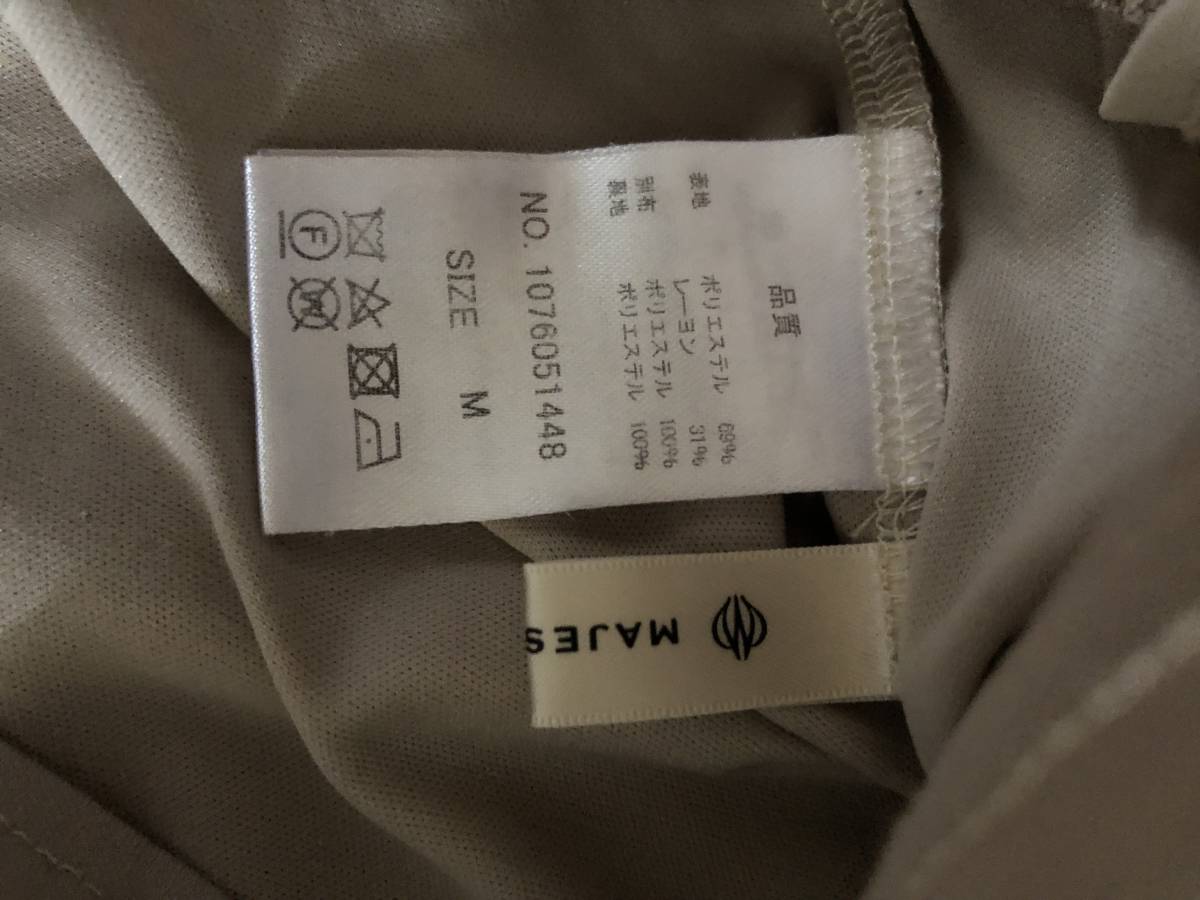 品質
表地 ポリエステル 69%
レーヨン 31%
別布 ポリエステル 100%
裏地 ポリエステル 100%
NO. 1076051448
SIZE M
F
W
MAJES